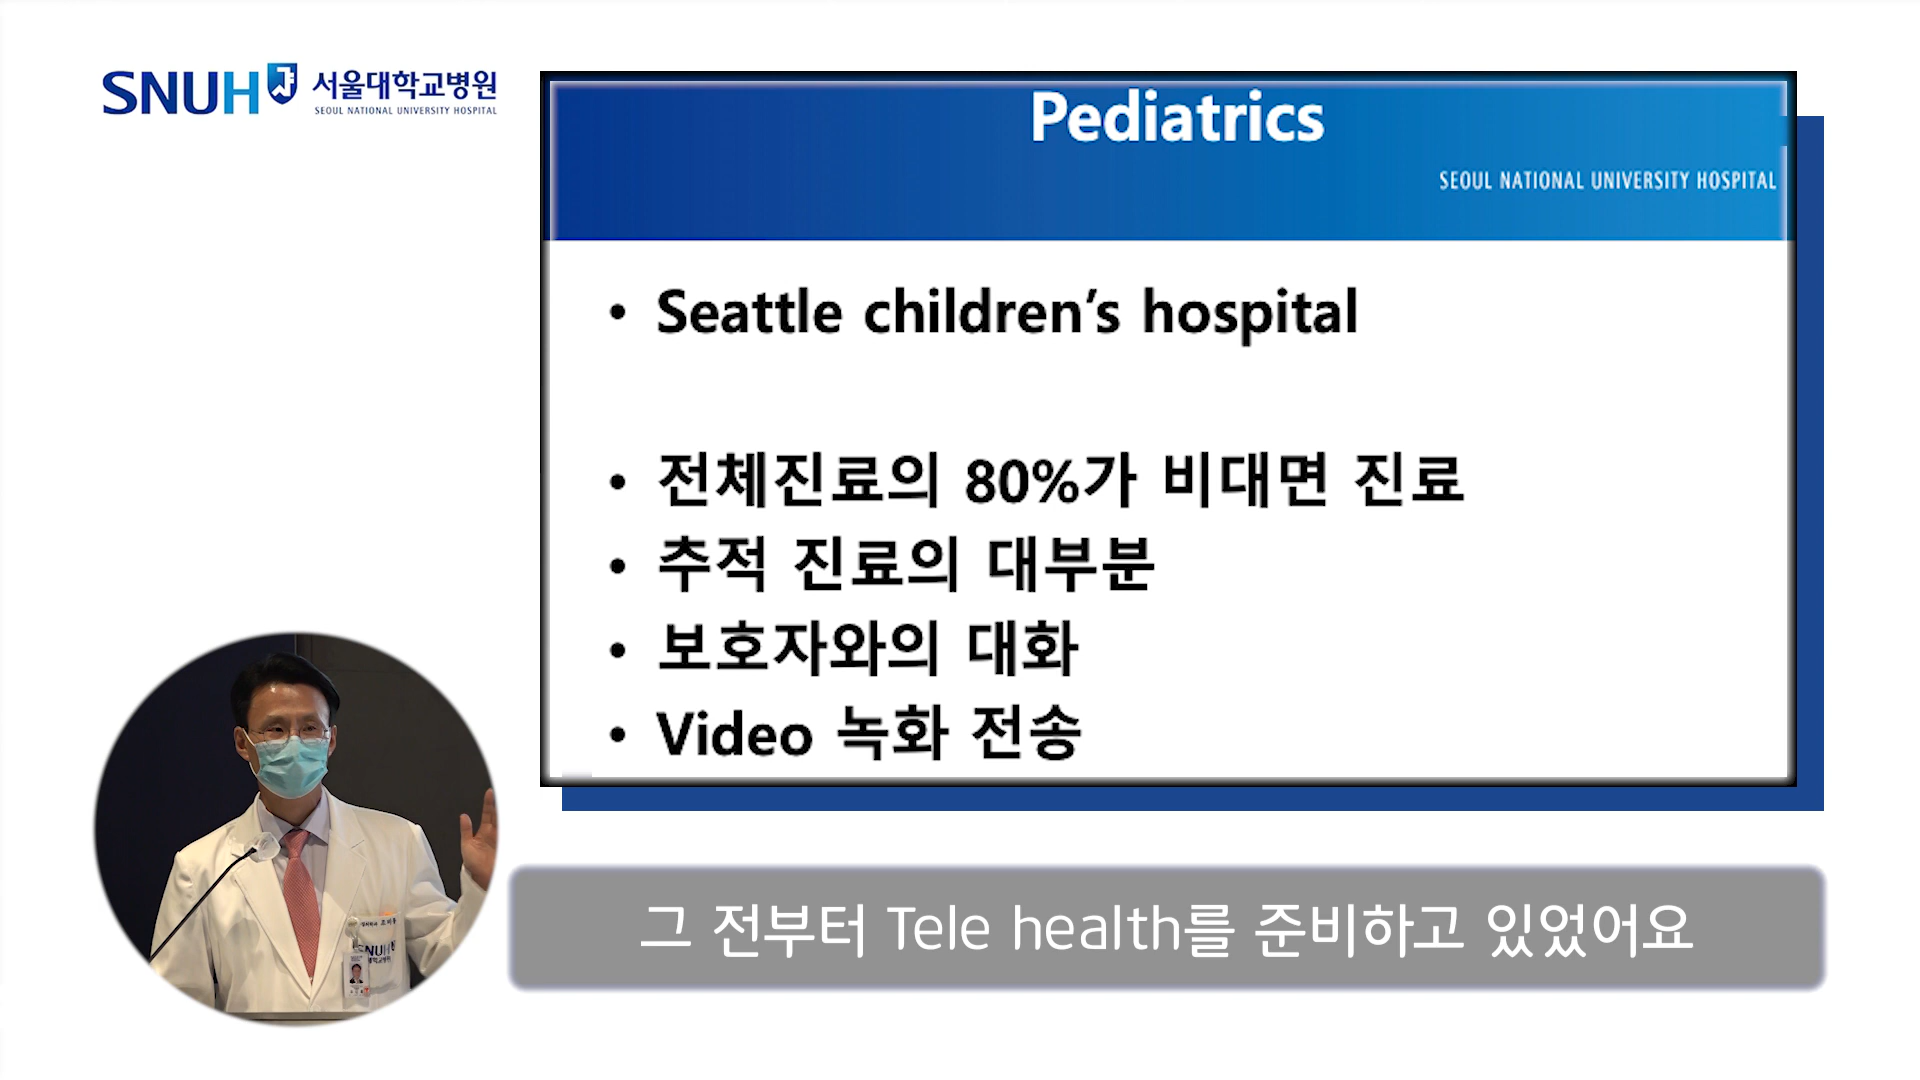 SNUH 서울대학교병원
SEOUL NATIONAL UNIVERSITY HOSPITAL
Pediatrics
SEOUL NATIONAL UNIVERSITY HOSPITAL
• Seattle children's hospital
• 전체진료의 80%가 비대면 진료
• 추적 진료의 대부분
• 보호자와의 대화
• Video 녹화 전송
SNUH
그 전부터 Tele health를 준비하고 있었어요